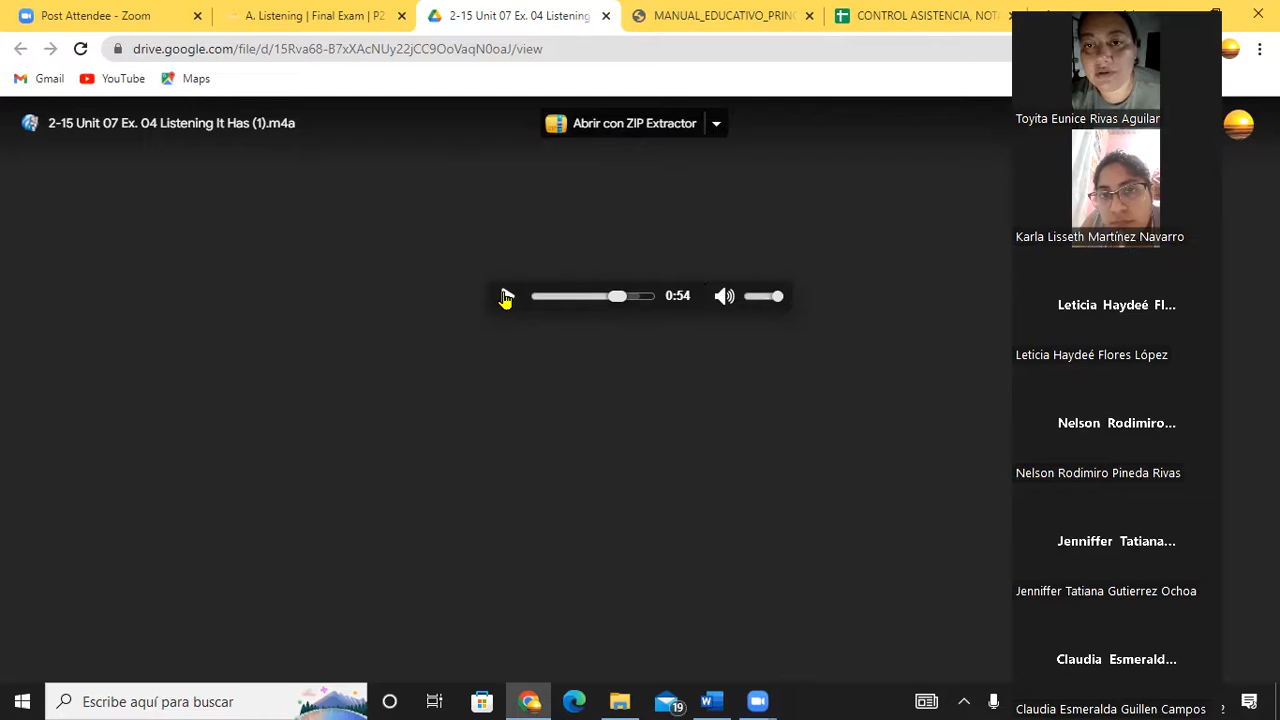 Post Attendee - Zoom
A. Listening | Final Exam | P2
2-15 Unit 07 Ex. 04 Listening
MANUAL_EDUCATIVO_PRINC
CONTROL ASISTENCIA, NOT
drive.google.com/file/d/15Rva68-B7xXAcNUy22jCC9OoVaqN0oaJ/view
Gmail
YouTube
Maps
2-15 Unit 07 Ex. 04 Listening It Has (1).m4a
Abrir con ZIP Extractor
0:54
Toyita Eunice Rivas Aguilar
Karla Lisseth Martínez Navarro
Leticia Haydeé Fl...
Leticia Haydeé Flores López
Nelson Rodimiro...
Nelson Rodimiro Pineda Rivas
Jenniffer Tatiana...
Jenniffer Tatiana Gutierrez Ochoa
Claudia Esmerald...
Claudia Esmeralda Guillen Campos
Escribe aquí para buscar
19